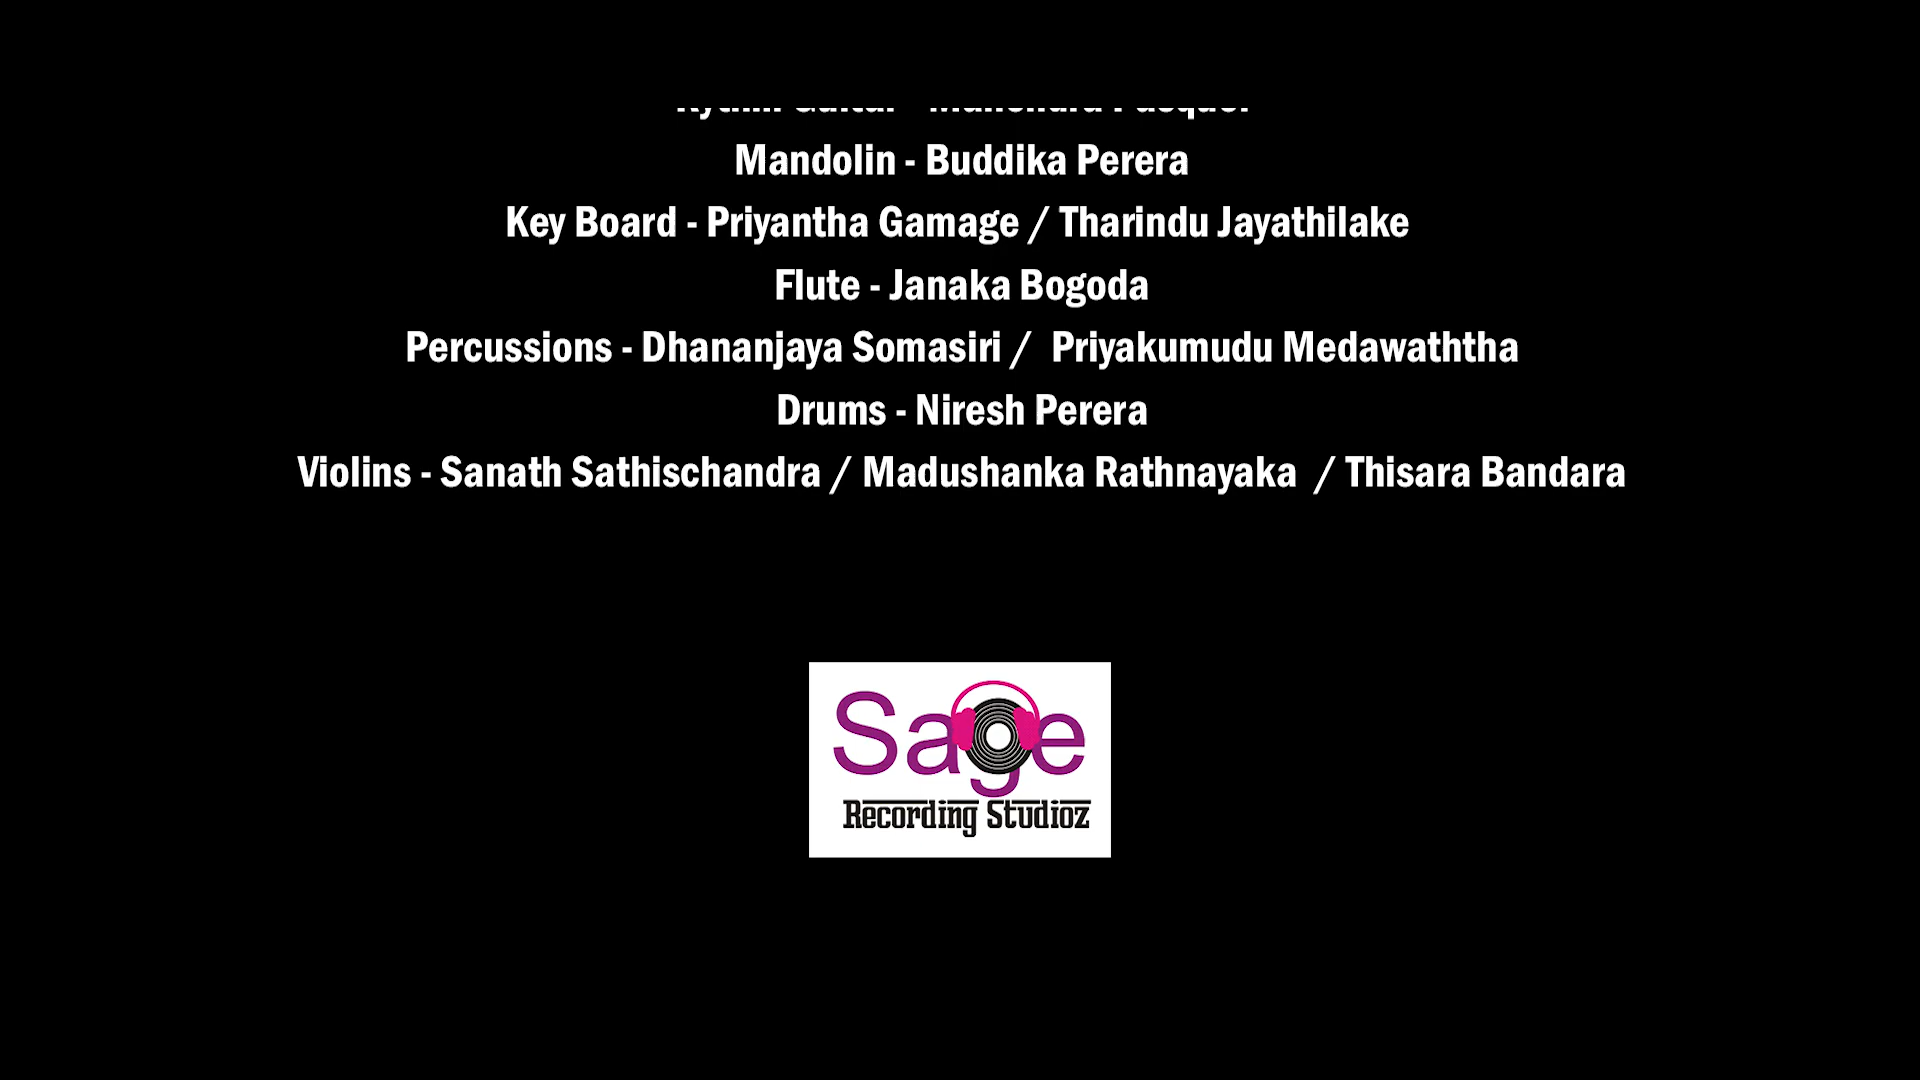 Mandolin - Buddika Perera
Key Board - Priyantha Gamage / Tharindu Jayathilake
Flute - Janaka Bogoda
Percussions - Dhananjaya Somasiri / Priyakumudu Medawaththa
Drums - Niresh Perera
Violins - Sanath Sathischandra / Madushanka Rathnayaka / Thisara Bandara
Sage
Recording Studioz